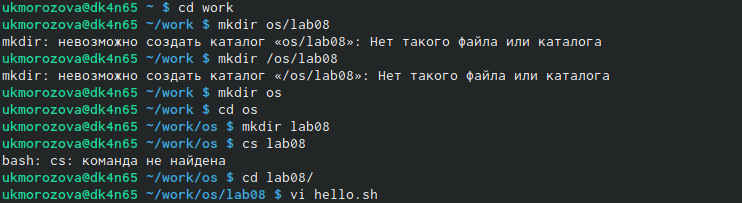 ukmorozova@dk4n65 ~ $ cd work
ukmorozova@dk4n65 ~/work $ mkdir os/lab08
mkdir: невозможно создать каталог «os/lab08»: Нет такого файла или каталога
ukmorozova@dk4n65 ~/work $ mkdir /os/lab08
mkdir: невозможно создать каталог «/os/lab08»: Нет такого файла или каталога
ukmorozova@dk4n65 ~/work $ mkdir os
ukmorozova@dk4n65 ~/work $ cd os
ukmorozova@dk4n65 ~/work/os $ mkdir lab08
ukmorozova@dk4n65 ~/work/os $ cs lab08
bash: cs: команда не найдена
ukmorozova@dk4n65 ~/work/os $ cd lab08/
ukmorozova@dk4n65 ~/work/os/lab08 $ vi hello.sh